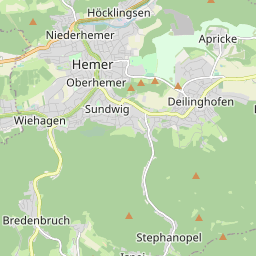 Höcklingsen
Niederhemer
Apricke
Hemer
Oberhemer
Deilinghofen
Sundwig
Wiehagen
Bredenbruch
Stephanopel